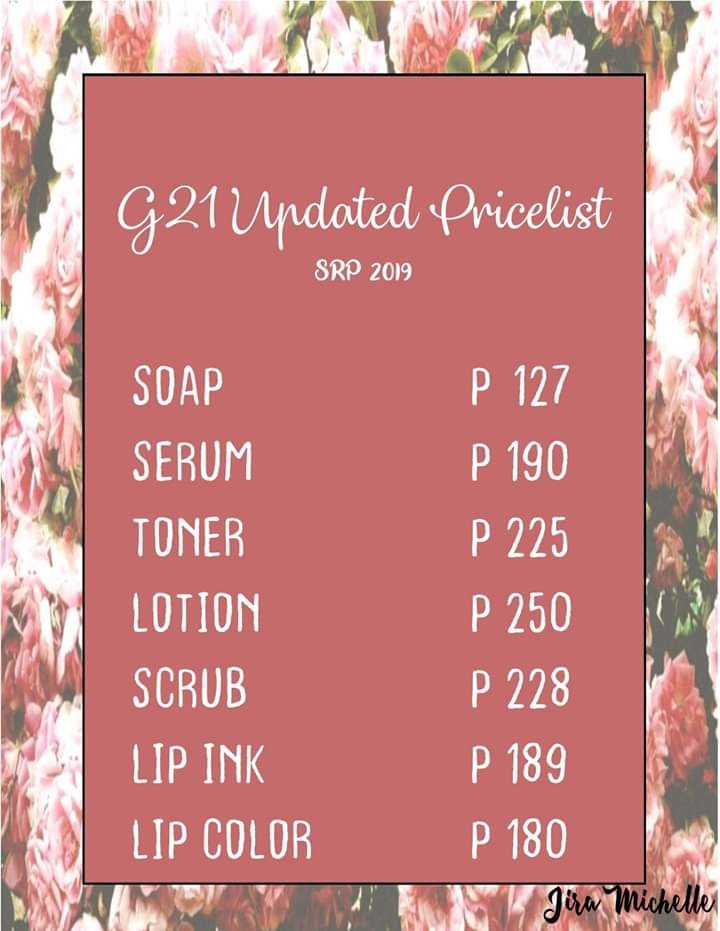 G21 Updated Pricelist
SRP 2019
SOAP P 127
SERUM P 190
TONER P 225
LOTION P 250
SCRUB P 228
LIP INK P 189
LIP COLOR P 180
Jira Michelle